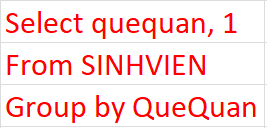 Select quequan, 1
From SINHVIEN
Group by QueQuan